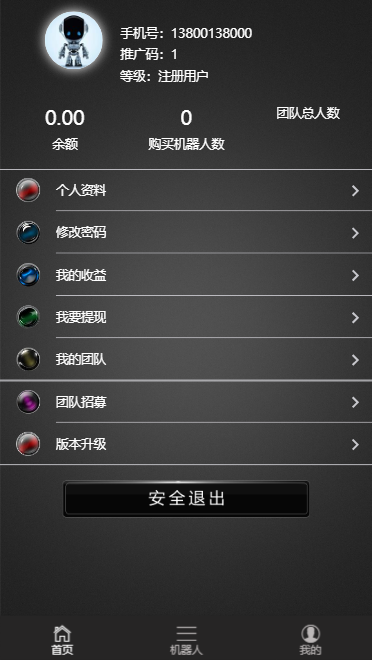 手机号：13800138000
推广码：1
等级：注册用户
0.00
余额
0
购买机器人数
团队总人数
个人资料
修改密码
我的收益
我要提现
我的团队
团队招募
版本升级
安全退出
首页
机器人
我的